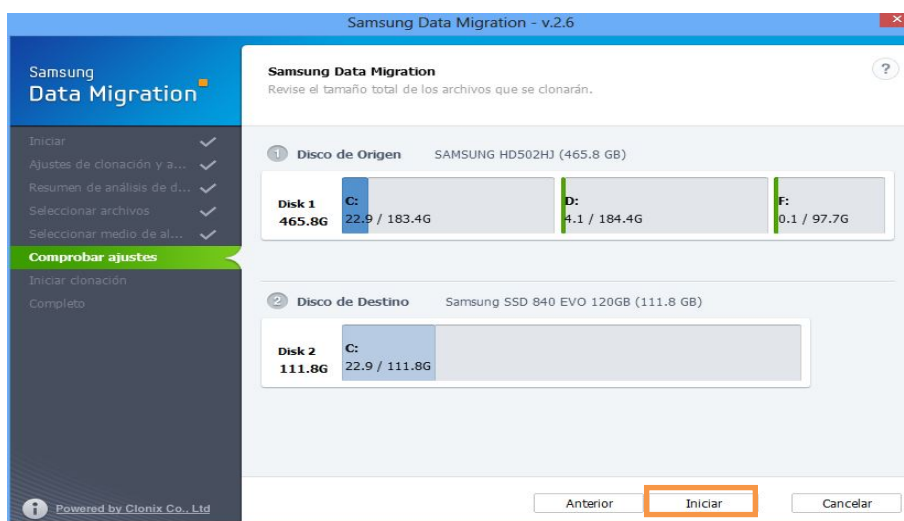 Samsung Data Migration - v.2.6
Samsung
Data Migration
Iniciar
Ajustes de clonación y a...
Resumen de análisis de d...
Seleccionar archivos
Seleccionar medio de al...
Comprobar ajustes
Iniciar clonación
Completo
Powered by Clonix Co., Ltd
Samsung Data Migration
Revise el tamaño total de los archivos que se clonarán.
?
1 Disco de Origen SAMSUNG HD502HJ (465.8 GB)
Disk 1
465.8G
C:
22.9 / 183.4G
D:
4.1 / 184.4G
F:
0.1 / 97.7G
2 Disco de Destino Samsung SSD 840 EVO 120GB (111.8 GB)
Disk 2
111.8G
C:
22.9 / 111.8G
Anterior
Iniciar
Cancelar